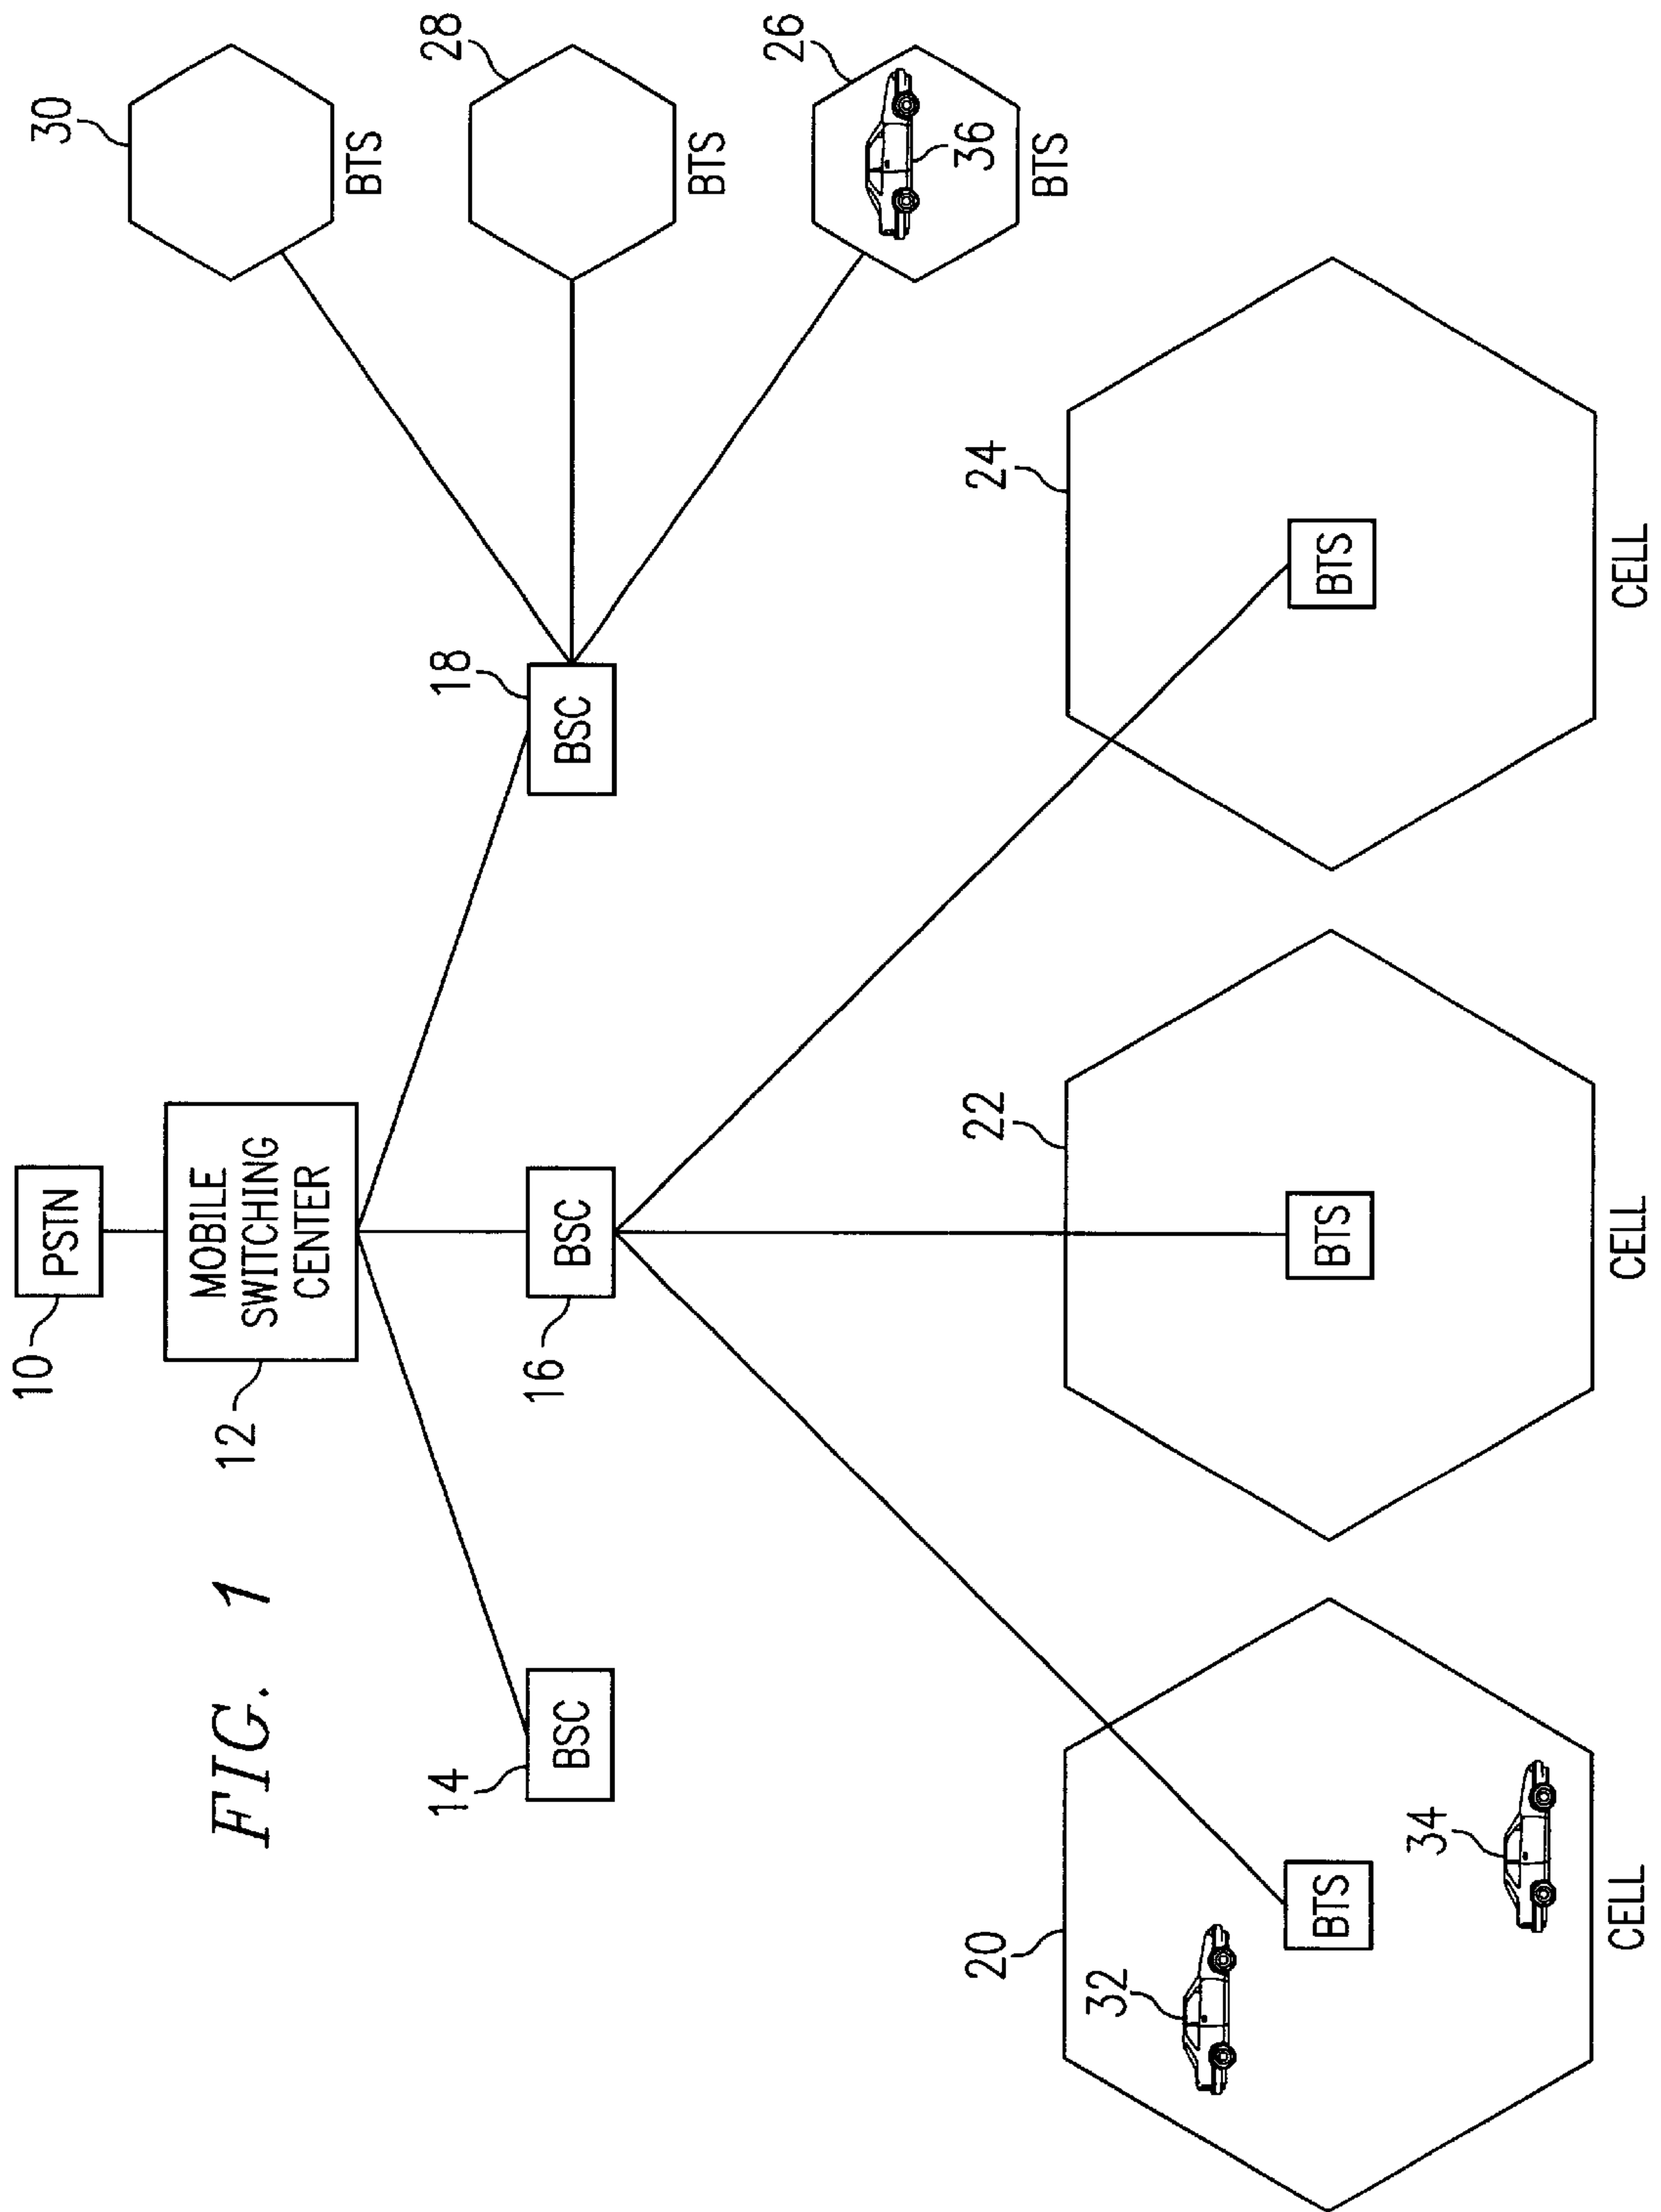 FIG. 1
10
PSTN
12
MOBILE
SWITCHING
CENTER
14
BSC
16
BSC
18
BSC
30
BTS
28
BTS
26
36
BTS
20
32
BTS
34
CELL
22
BTS
CELL
24
BTS
CELL